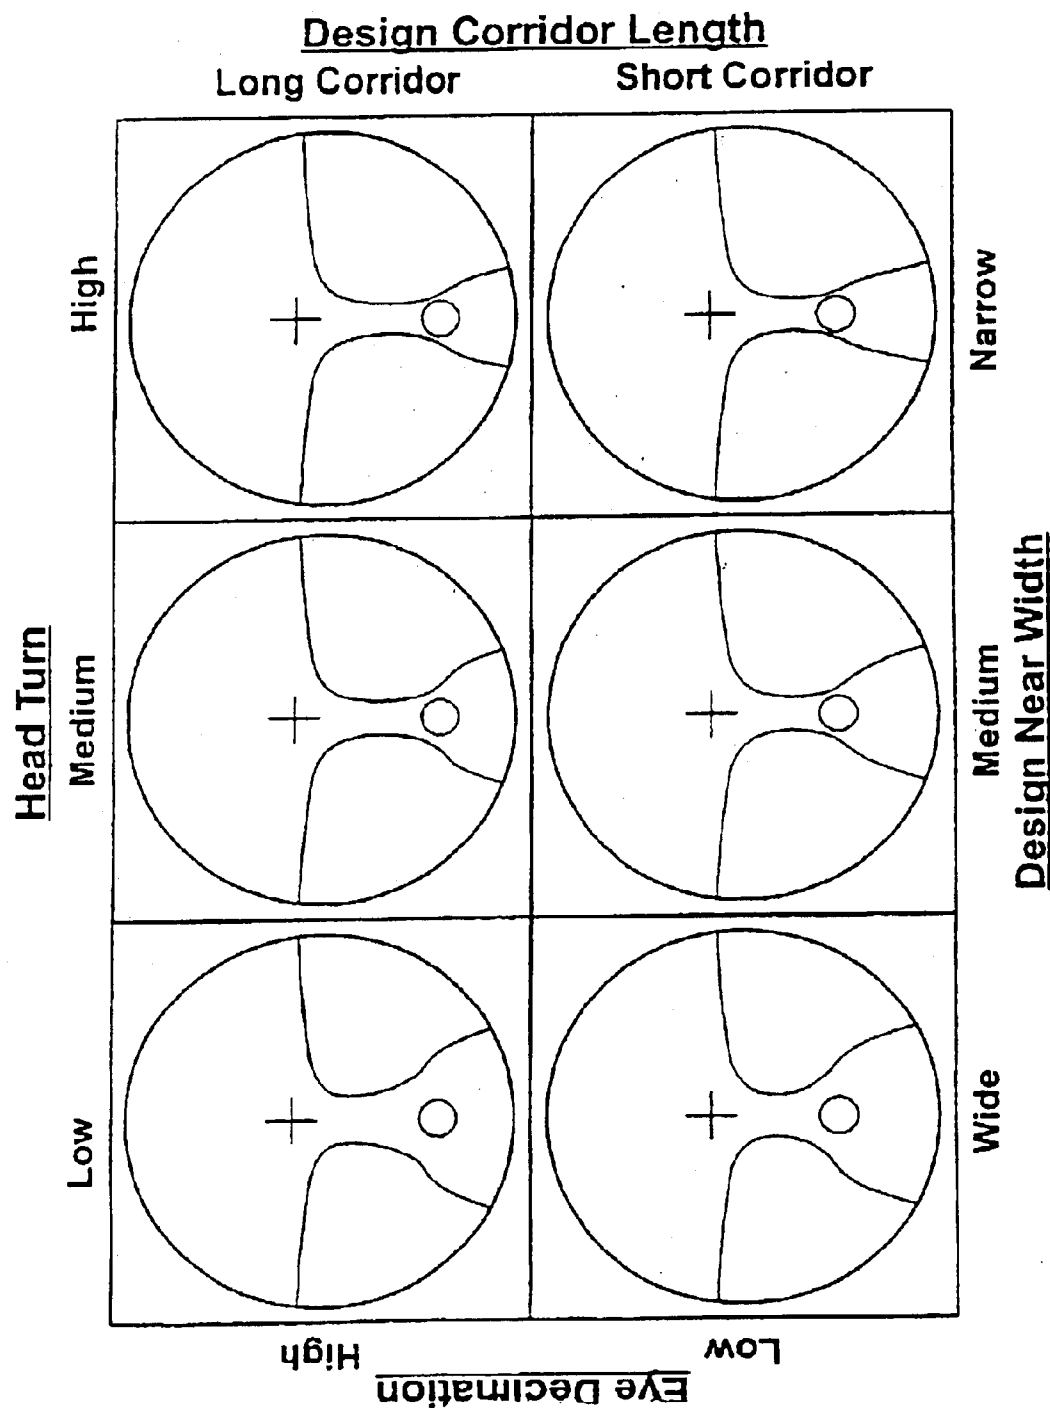 Design Corridor Length
Long Corridor
Short Corridor
High
Narrow
Head Turn
Medium
Medium
Design Near Width
Low
Wide
High
Low
Eye Decimation